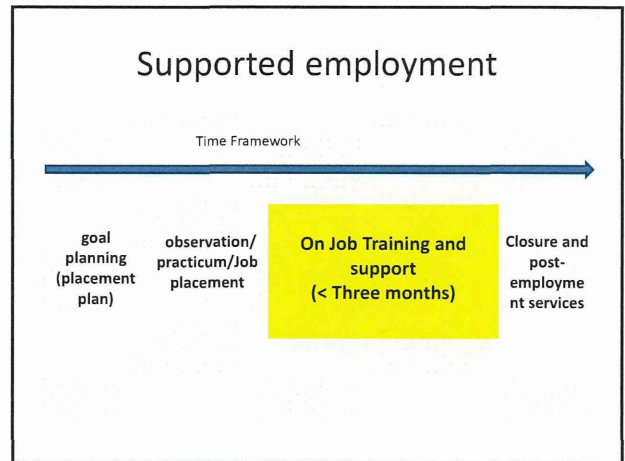 Supported employment
Time Framework
goal
planning
(placement
plan)
observation/
practicum/Job
placement
On Job Training and
support
(< Three months)
Closure and
post-
employme
nt services